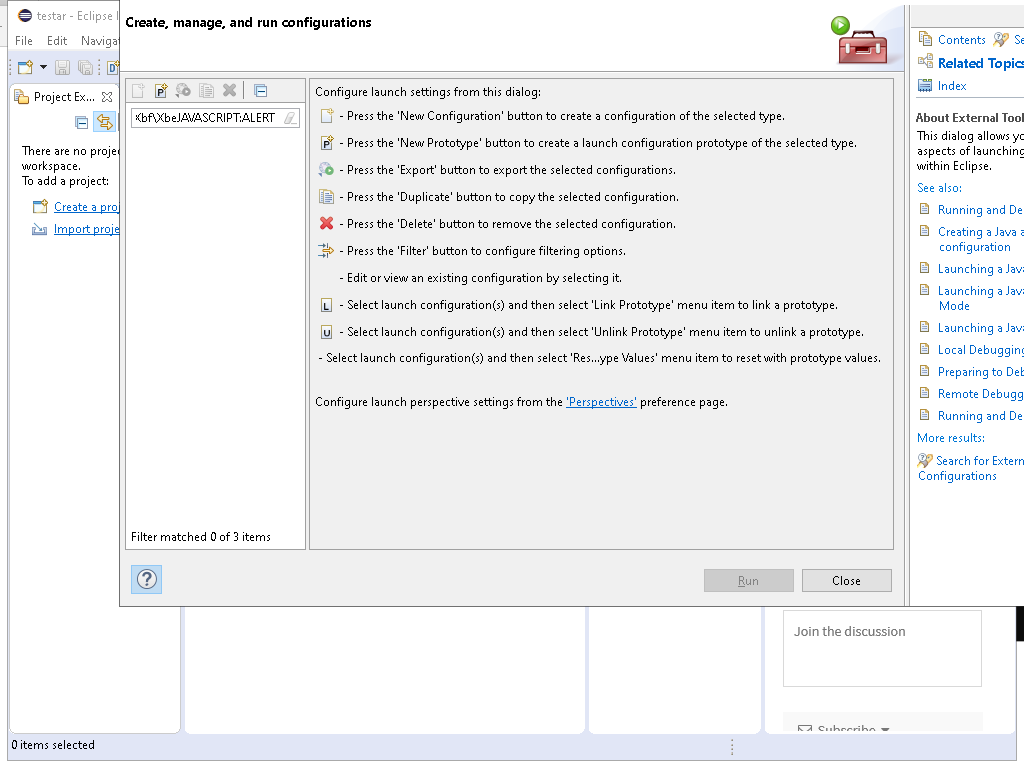 testar - Eclipse I
File Edit Navigat
Project Ex...
There are no proje
workspace.
To add a project:
Create a proj
Import proje
0 items selected
Create, manage, and run configurations
Xbf\XbeJAVASCRIPT:ALERT
Filter matched 0 of 3 items
Configure launch settings from this dialog:
- Press the 'New Configuration' button to create a configuration of the selected type.
- Press the 'New Prototype' button to create a launch configuration prototype of the selected type.
- Press the 'Export' button to export the selected configurations.
- Press the 'Duplicate' button to copy the selected configuration.
- Press the 'Delete' button to remove the selected configuration.
- Press the 'Filter' button to configure filtering options.
- Edit or view an existing configuration by selecting it.
L - Select launch configuration(s) and then select 'Link Prototype' menu item to link a prototype.
U - Select launch configuration(s) and then select 'Unlink Prototype' menu item to unlink a prototype.
- Select launch configuration(s) and then select 'Res...ype Values' menu item to reset with prototype values.
Configure launch perspective settings from the 'Perspectives' preference page.
Run Close
Contents Se
Related Topics
Index
About External Tool
This dialog allows yo
aspects of launching
within Eclipse.
See also:
Running and De
Creating a Java a
configuration
Launching a Java
Launching a Java
Mode
Launching a Java
Local Debugging
Preparing to Deb
Remote Debugg
Running and De
More results:
Search for Extern
Configurations
Join the discussion
Subscribe